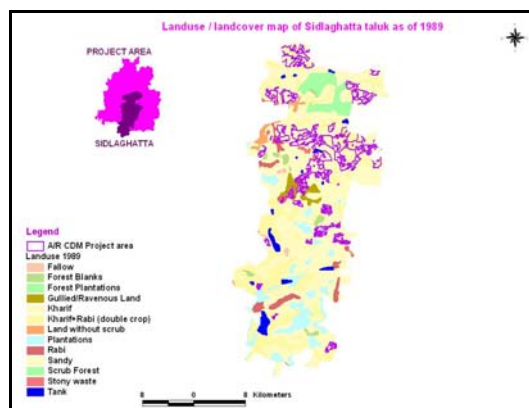 Landuse / landcover map of Sidlaghatta taluk as of 1989
PROJECT AREA
SIDLAGHATTA
Legend
A/R CDM Project area
Landuse 1989
Fallow
Forest Blanks
Forest Plantations
Gullied/Ravenous Land
Kharif
Kharif+Rabi (double crop)
Land without scrub
Plantations
Rabi
Sandy
Scrub Forest
Stony waste
Tank
8 0 8 Kilometers